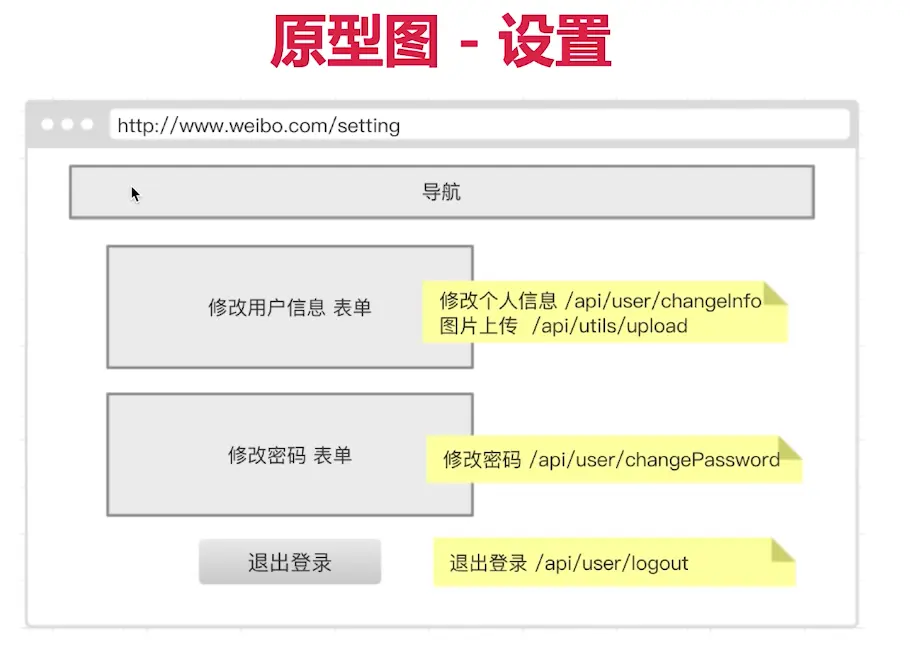 原型图 - 设置
http://www.weibo.com/setting
导航
修改用户信息 表单
修改个人信息 /api/user/changeInfo
图片上传 /api/utils/upload
修改密码 表单
修改密码 /api/user/changePassword
退出登录
退出登录 /api/user/logout